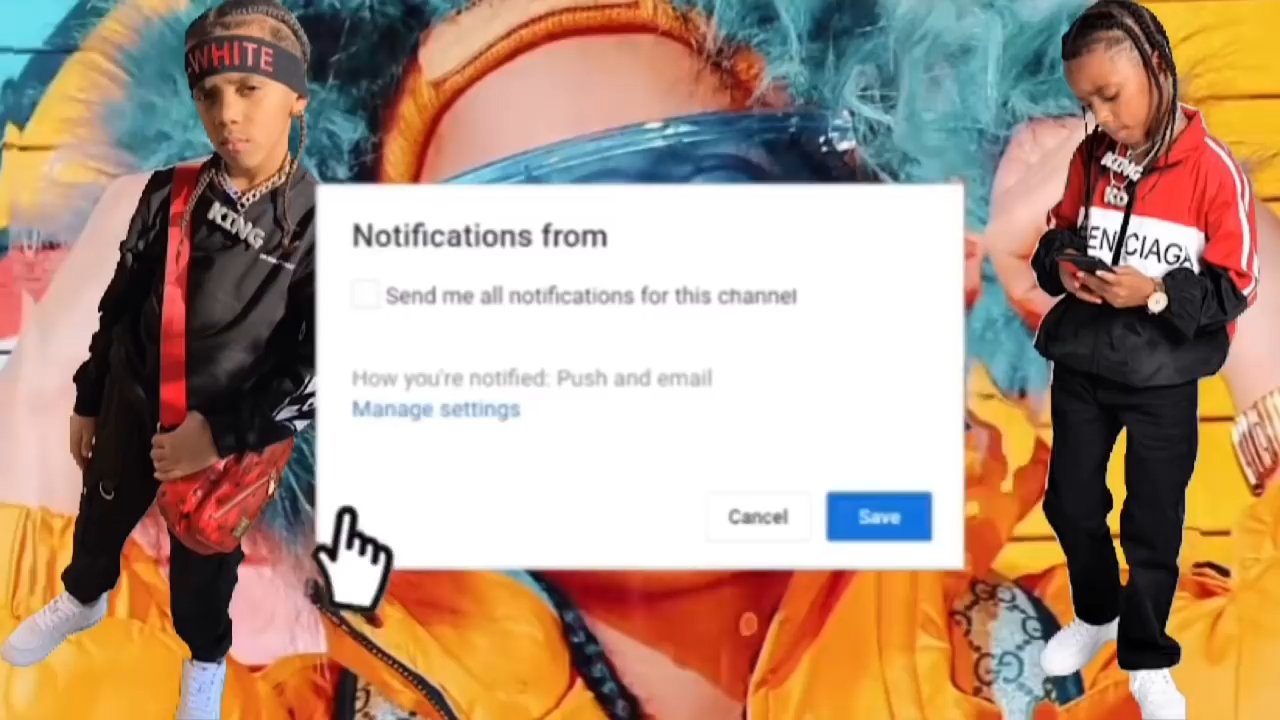 -WHITE
KING
Notifications from
Send me all notifications for this channel
How you're notified: Push and email
Manage settings
Cancel
Save
KING
KD
ENCIAGA